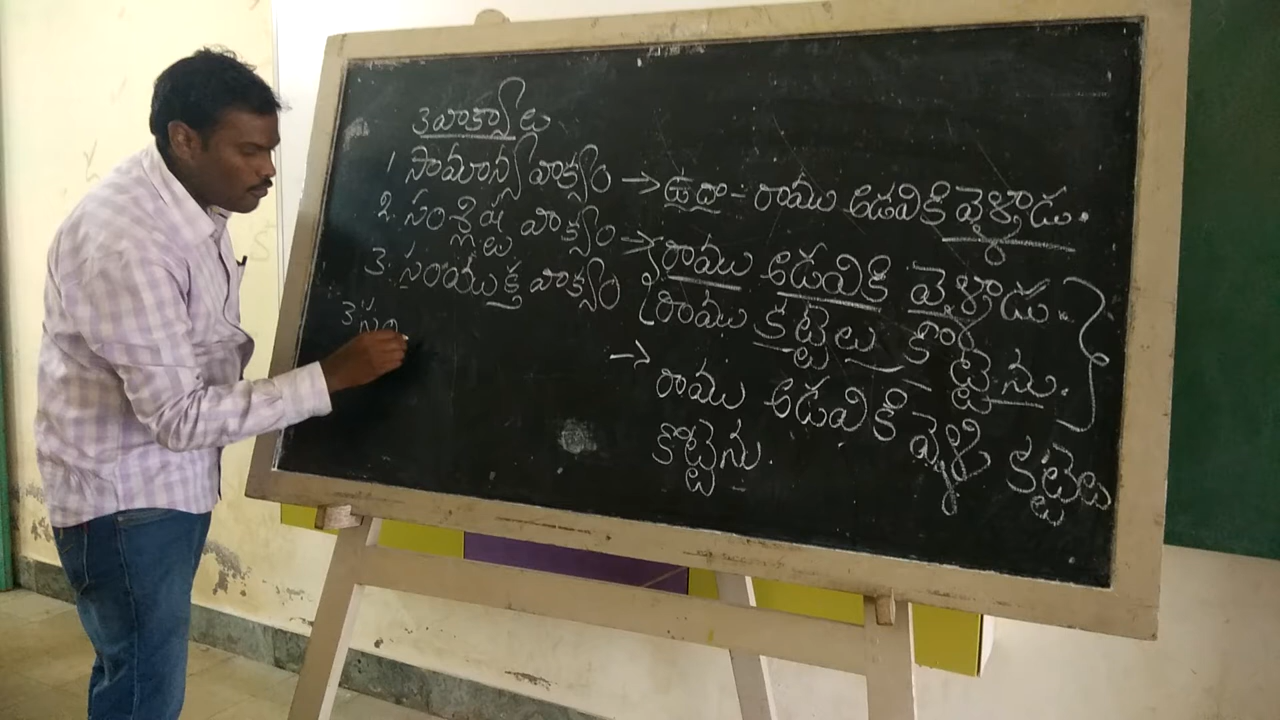 3 వాక్యాలు
1 సామాన్య వాక్యం → ఉదా - రాము అడవికి వెళ్ళాడు.
2. సంశ్లిష్ట వాక్యం → రాము అడవికి వెళ్ళాడు.
3. సంయుక్త వాక్యం రాము కట్టెలు కొట్టెను.
→ రాము అడవికి వెళ్ళి కట్టెలు
కొట్టెను.